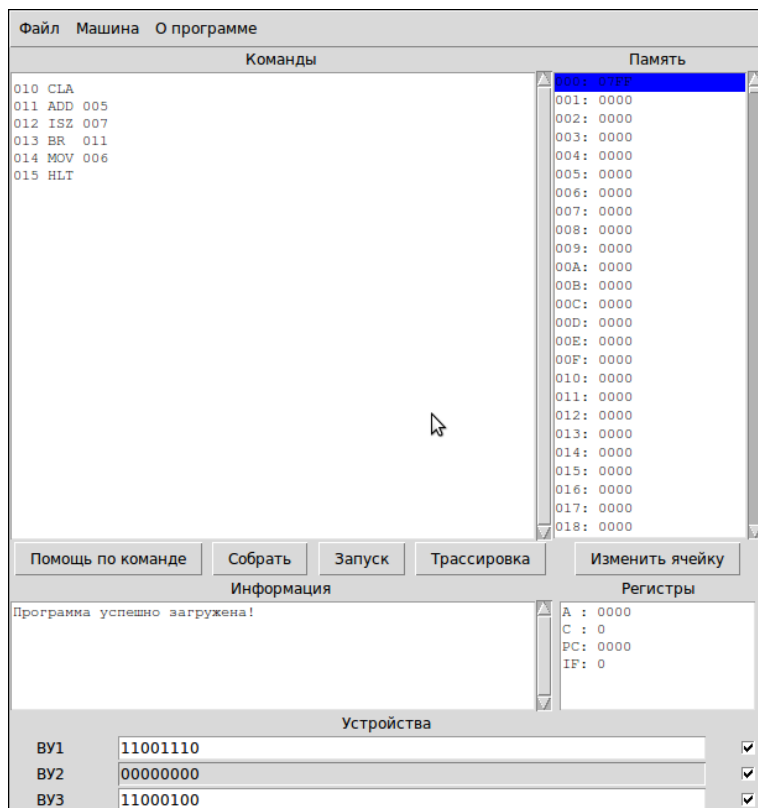 Файл Машина О программе
Команды
Память
010 CLA
011 ADD 005
012 ISZ 007
013 BR  011
014 MOV 006
015 HLT
000:
001: 0000
002: 0000
003: 0000
004: 0000
005: 0000
006: 0000
007: 0000
008: 0000
009: 0000
00A: 0000
00B: 0000
00C: 0000
00D: 0000
00E: 0000
00F: 0000
010: 0000
011: 0000
012: 0000
013: 0000
014: 0000
015: 0000
016: 0000
017: 0000
018: 0000
Помощь по команде Собрать Запуск Трассировка Изменить ячейку
Информация
Регистры
Программа успешно загружена!
A : 0000
C : 0
PC: 0000
IF: 0
Устройства
ВУ1 11001110
ВУ2 00000000
ВУ3 11000100